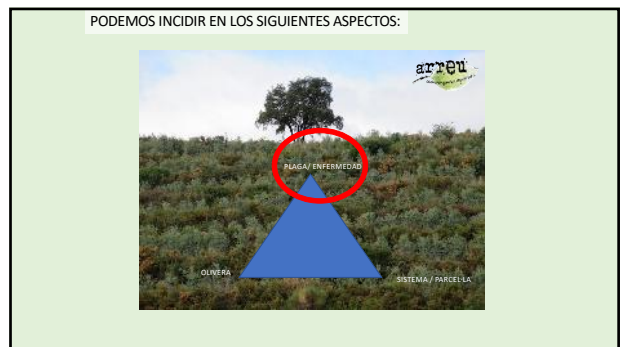 PODEMOS INCIDIR EN LOS SIGUIENTES ASPECTOS:
arreu
PLAGA/ ENFERMEDAD
OLIVERA
SISTEMA / PARCEL·LA